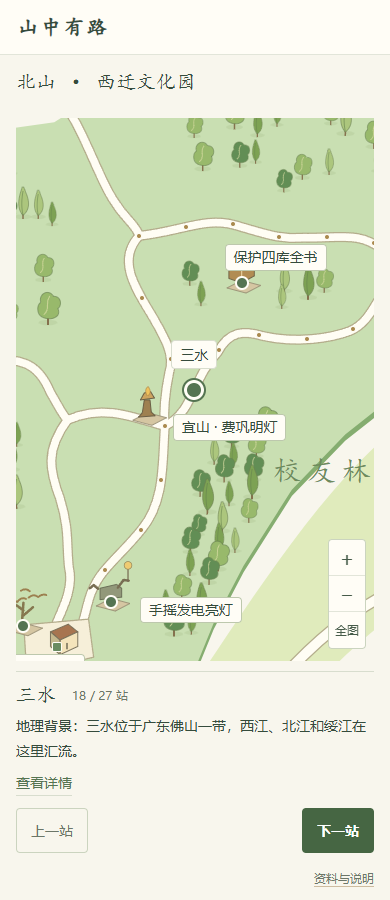 山中有路
北山 • 西迁文化园
保护四库全书
三水
宜山·费巩明灯
校友林
手摇发电亮灯
+
−
全图
三水 18 / 27 站
地理背景：三水位于广东佛山一带，西江、北江和绥江在
这里汇流。
查看详情
上一站
下一站
资料与说明